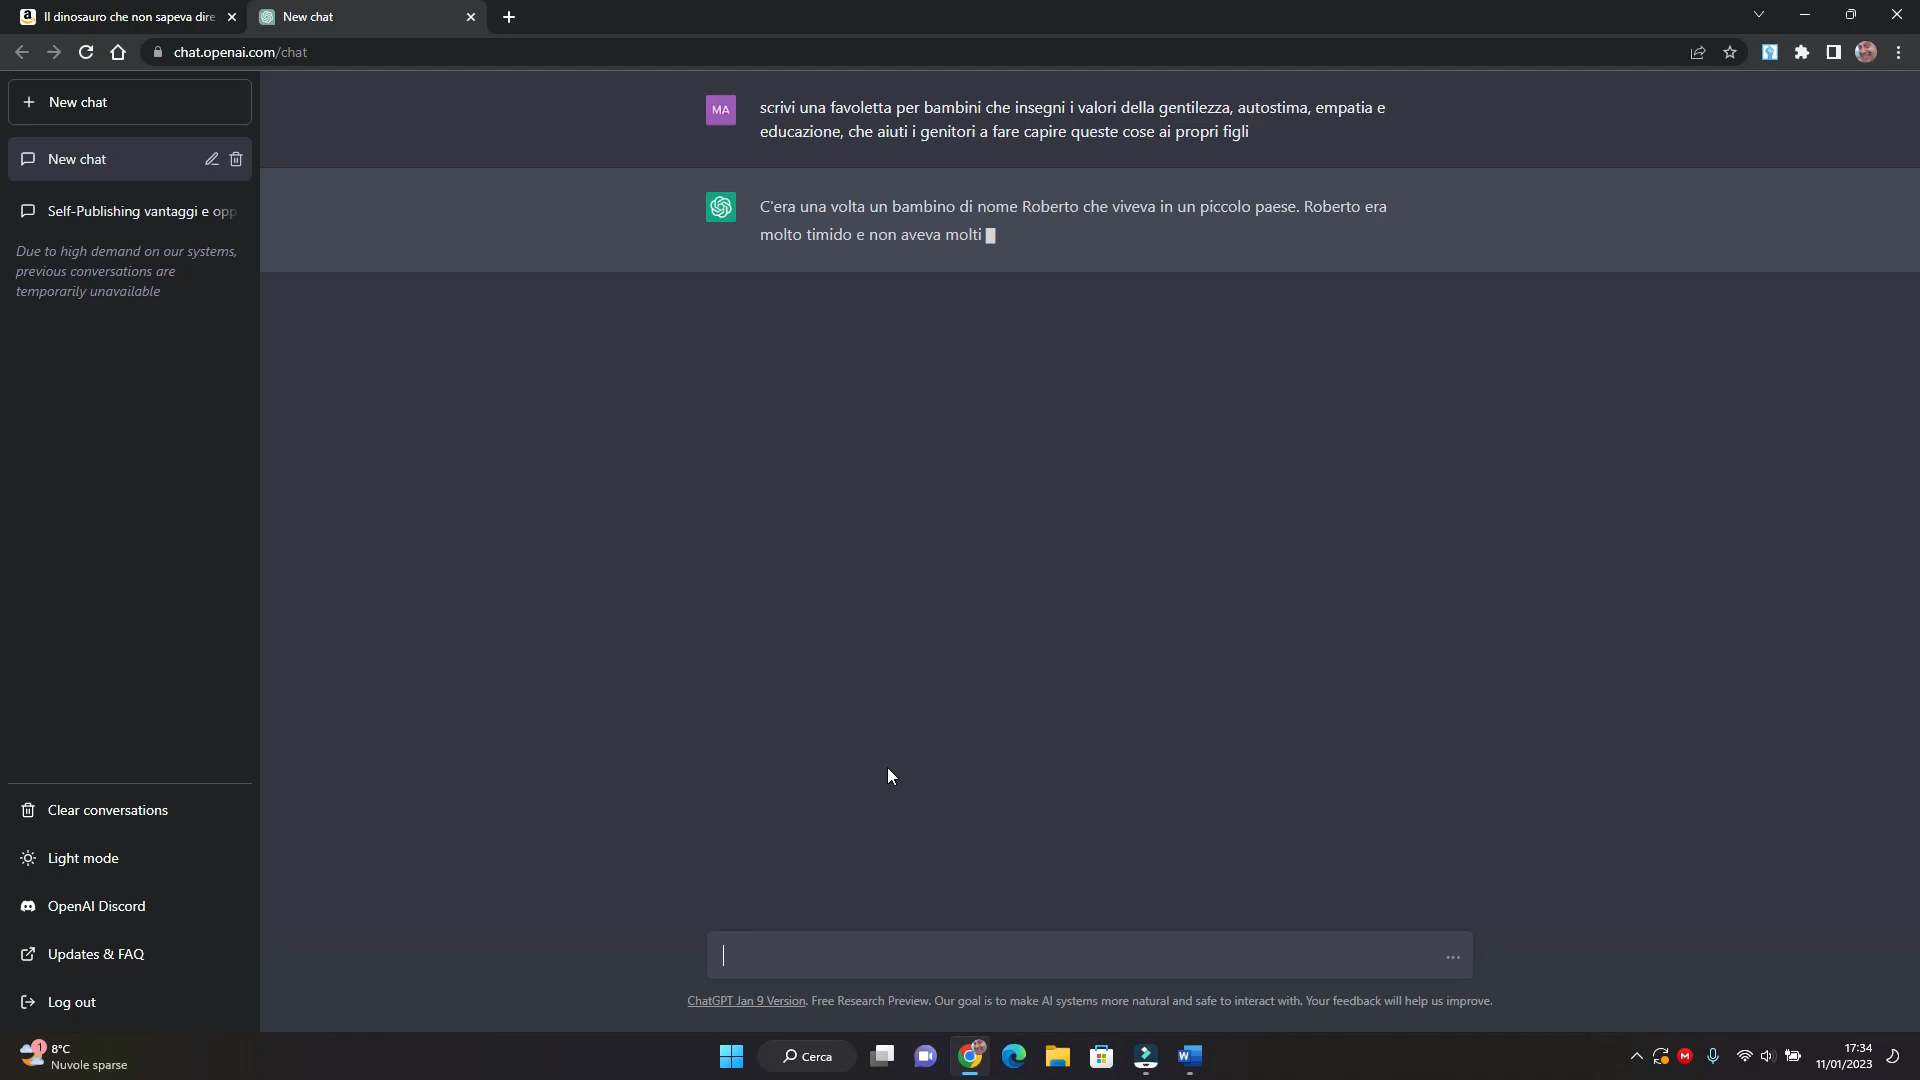 Il dinosauro che non sapeva dire
New chat
chat.openai.com/chat
New chat
New chat
Self-Publishing vantaggi e opp
Due to high demand on our systems,
previous conversations are
temporarily unavailable
MA
scrivi una favoletta per bambini che insegni i valori della gentilezza, autostima, empatia e
educazione, che aiuti i genitori a fare capire queste cose ai propri figli
C'era una volta un bambino di nome Roberto che viveva in un piccolo paese. Roberto era
molto timido e non aveva molti
Clear conversations
Light mode
OpenAI Discord
Updates & FAQ
Log out
ChatGPT Jan 9 Version. Free Research Preview. Our goal is to make AI systems more natural and safe to interact with. Your feedback will help us improve.
1
8°C
Nuvole sparse
Cerca
17:34
11/01/2023